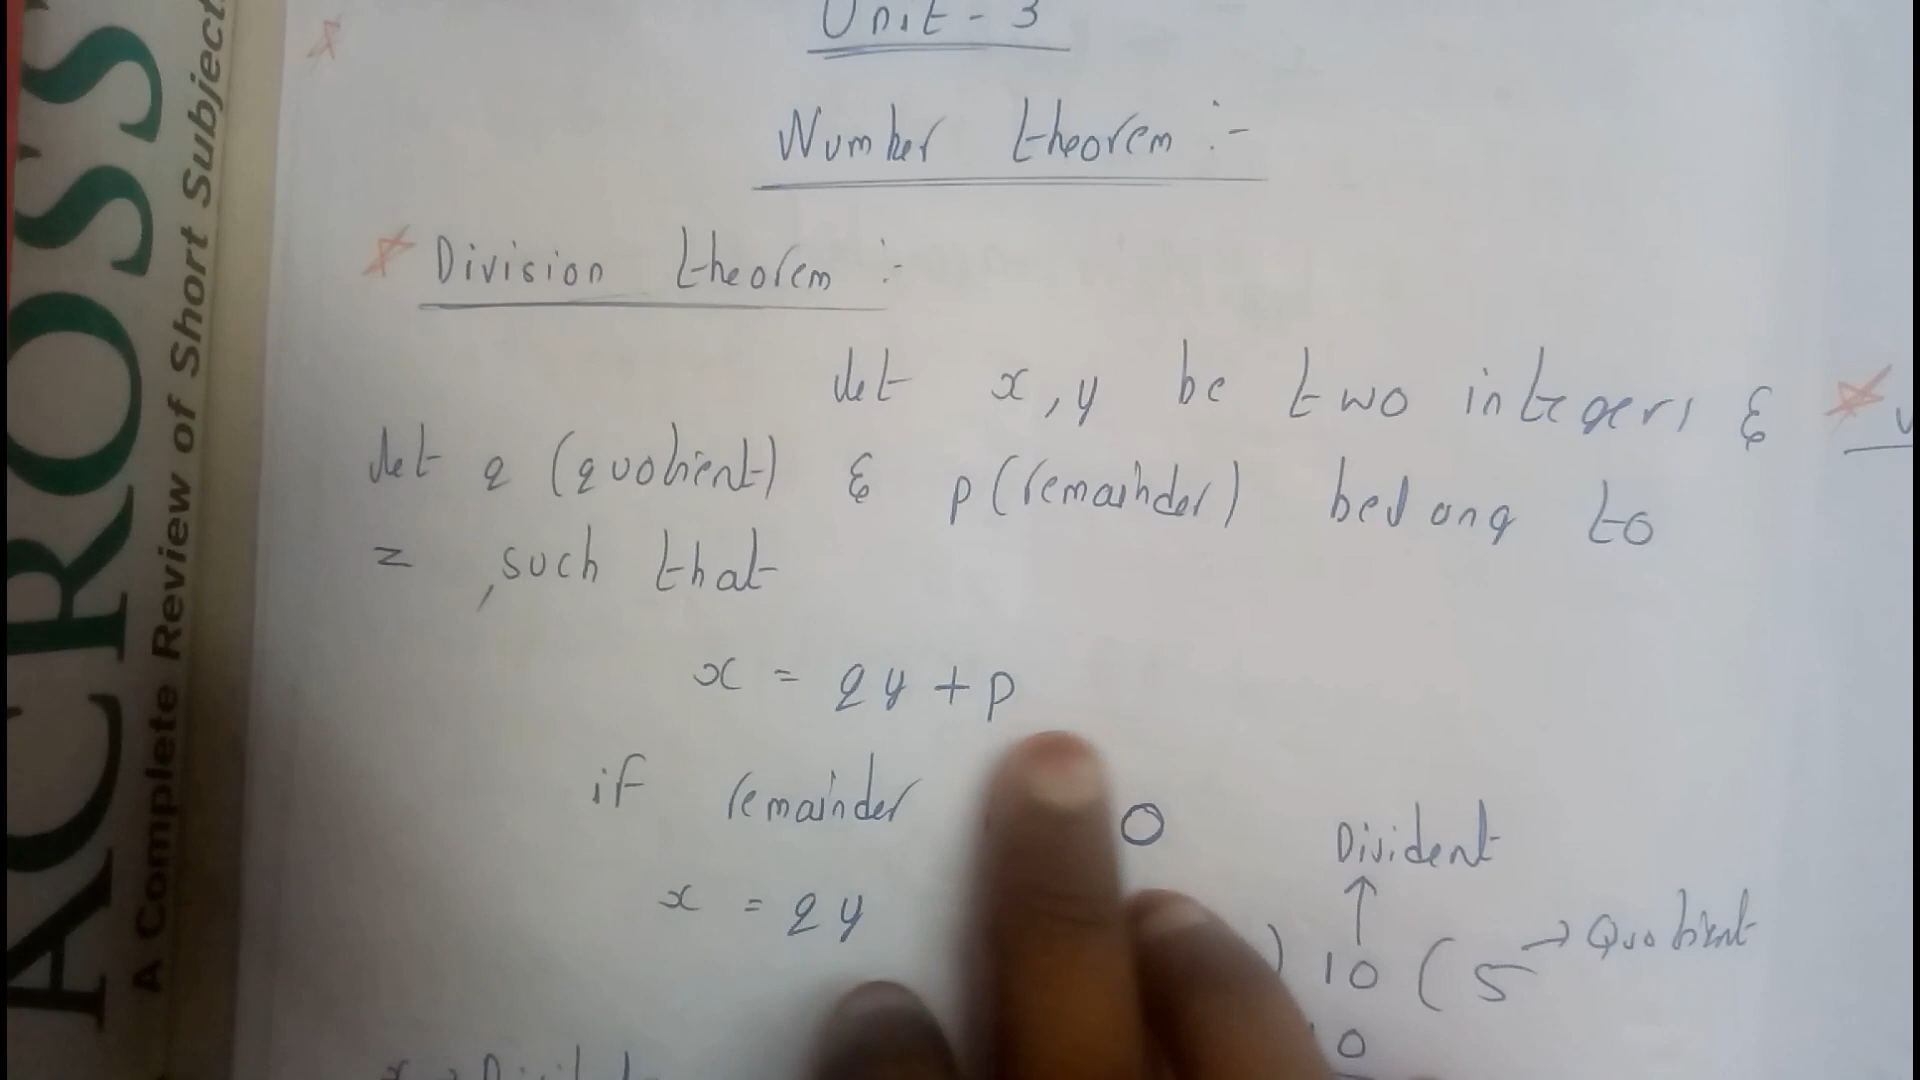 ACROSS
A Complete Review of Short Subject
Unit - 3
Number theorem :-
Division theorem :-
Let x, y be two integers &
Let q (quotient) & p (remainder) belong to
z , such that
x = qy + p
if remainder 0
x = qy
Divident
) 10 ( 5 → Quotient
10